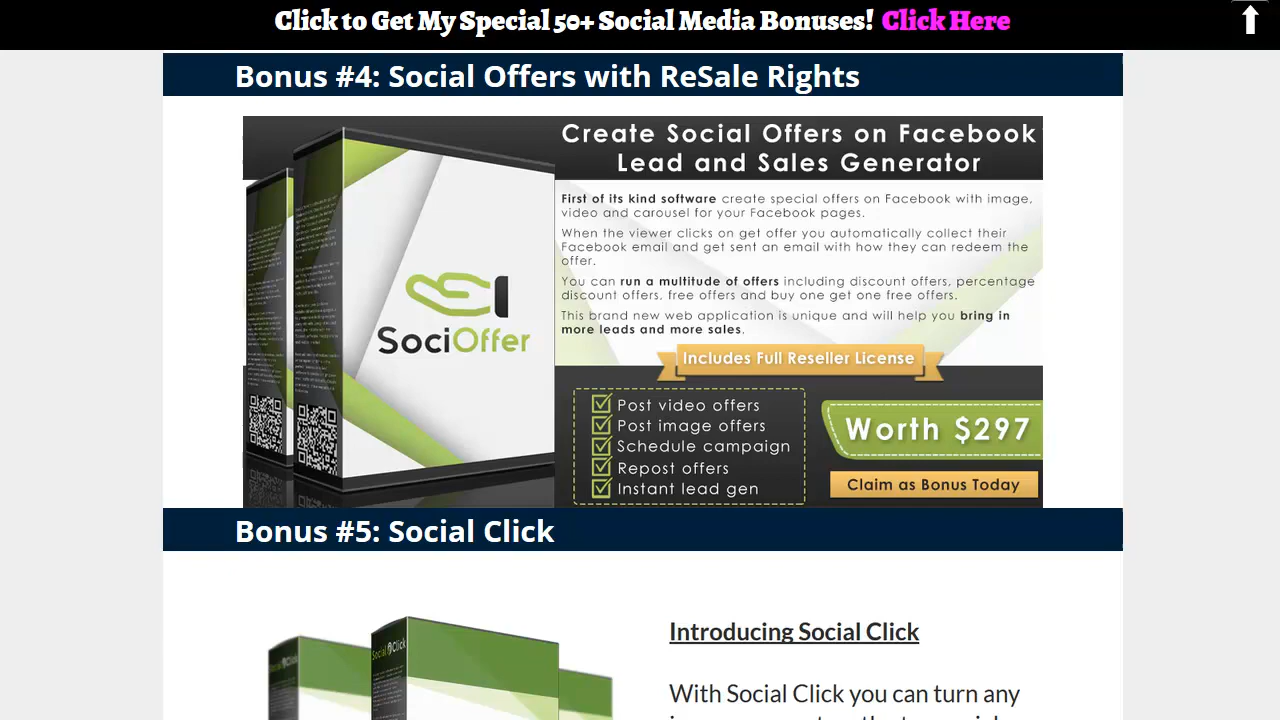 Click to Get My Special 50+ Social Media Bonuses! Click Here
Bonus #4: Social Offers with ReSale Rights
Create Social Offers on Facebook
Lead and Sales Generator
First of its kind software create special offers on Facebook with image,
video and carousel for your Facebook pages.
When the viewer clicks on get offer you automatically collect their
Facebook email and get sent an email with how they can redeem the
offer.
You can run a multitude of offers including discount offers, percentage
discount offers, free offers and buy one get one free offers.
This brand new web application is unique and will help you bring in
more leads and more sales.
SociOffer
Includes Full Reseller License
Post video offers
Post image offers
Schedule campaign
Repost offers
Instant lead gen
Worth $297
Claim as Bonus Today
Bonus #5: Social Click
Social Click
Social Click
Introducing Social Click
With Social Click you can turn any